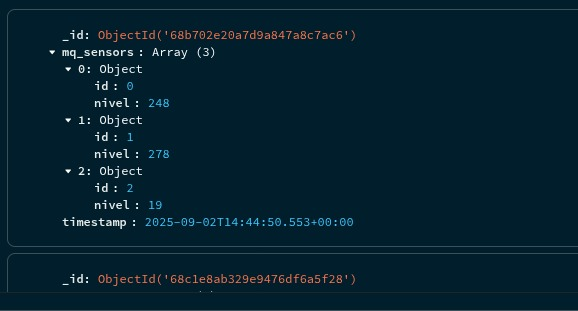 _id: ObjectId('68b702e20a7d9a847a8c7ac6')
mq_sensors: Array (3)
0: Object
id: 0
nivel: 248
1: Object
id: 1
nivel: 278
2: Object
id: 2
nivel: 19
timestamp: 2025-09-02T14:44:50.553+00:00
_id: ObjectId('68c1e8ab329e9476df6a5f28')